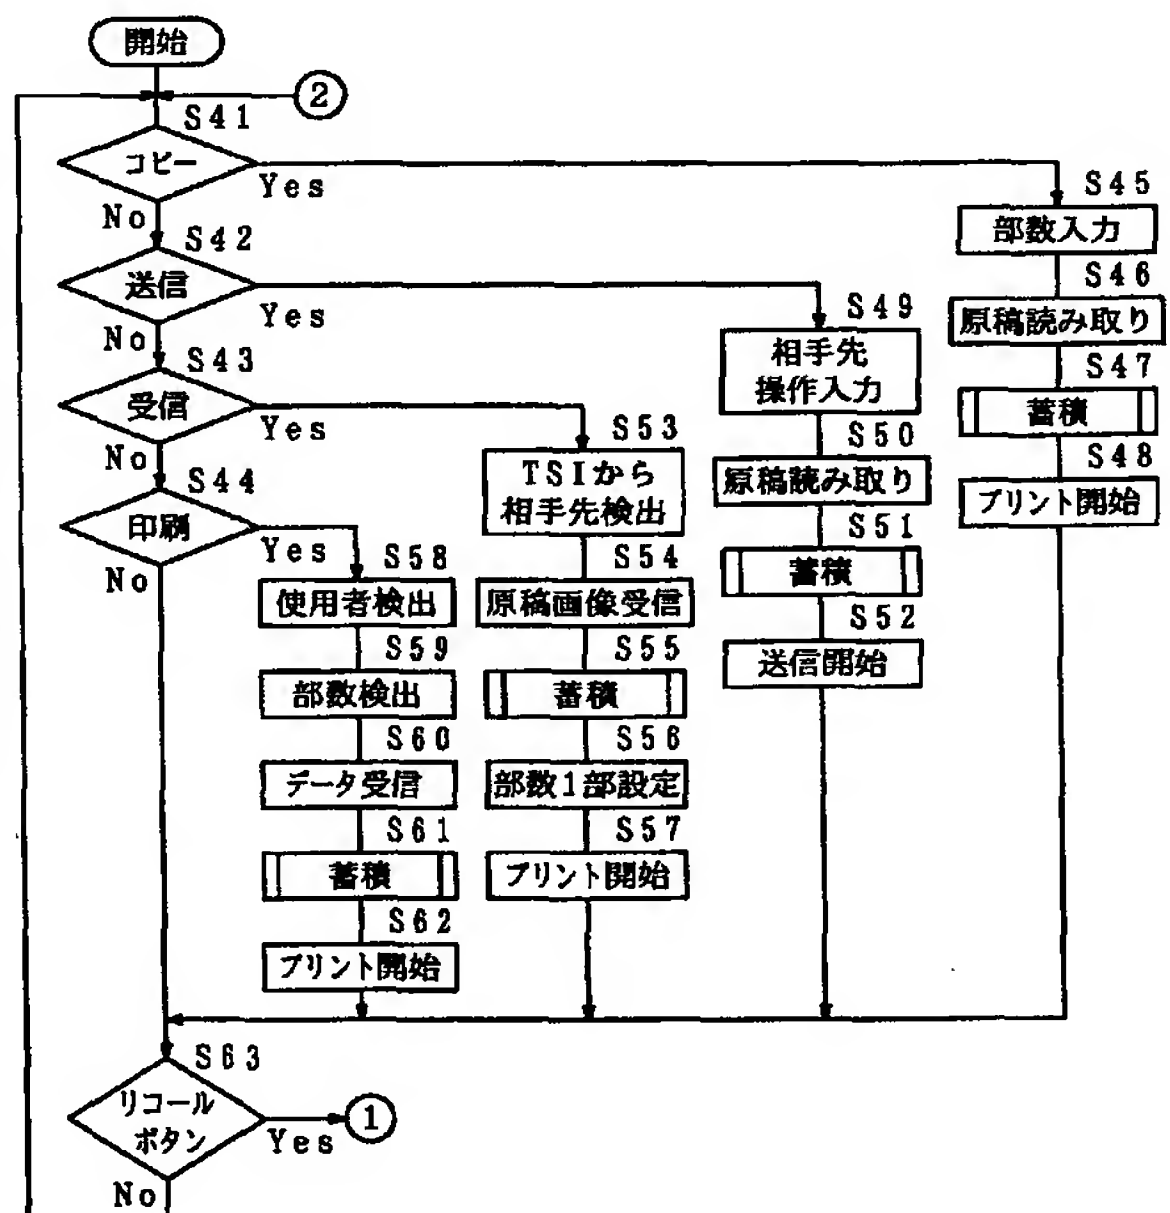 開始
②
S41
コピー
Yes
No
S42
送信
Yes
No
S43
受信
Yes
No
S44
印刷
Yes
No
S45
部数入力
S46
原稿読み取り
S47
蓄積
S48
プリント開始
S49
相手先
操作入力
S50
原稿読み取り
S51
蓄積
S52
送信開始
S53
TSIから
相手先検出
S54
原稿画像受信
S55
蓄積
S56
部数1部設定
S57
プリント開始
S58
使用者検出
S59
部数検出
S60
データ受信
S61
蓄積
S62
プリント開始
S63
リコール
ボタン
Yes
①
No